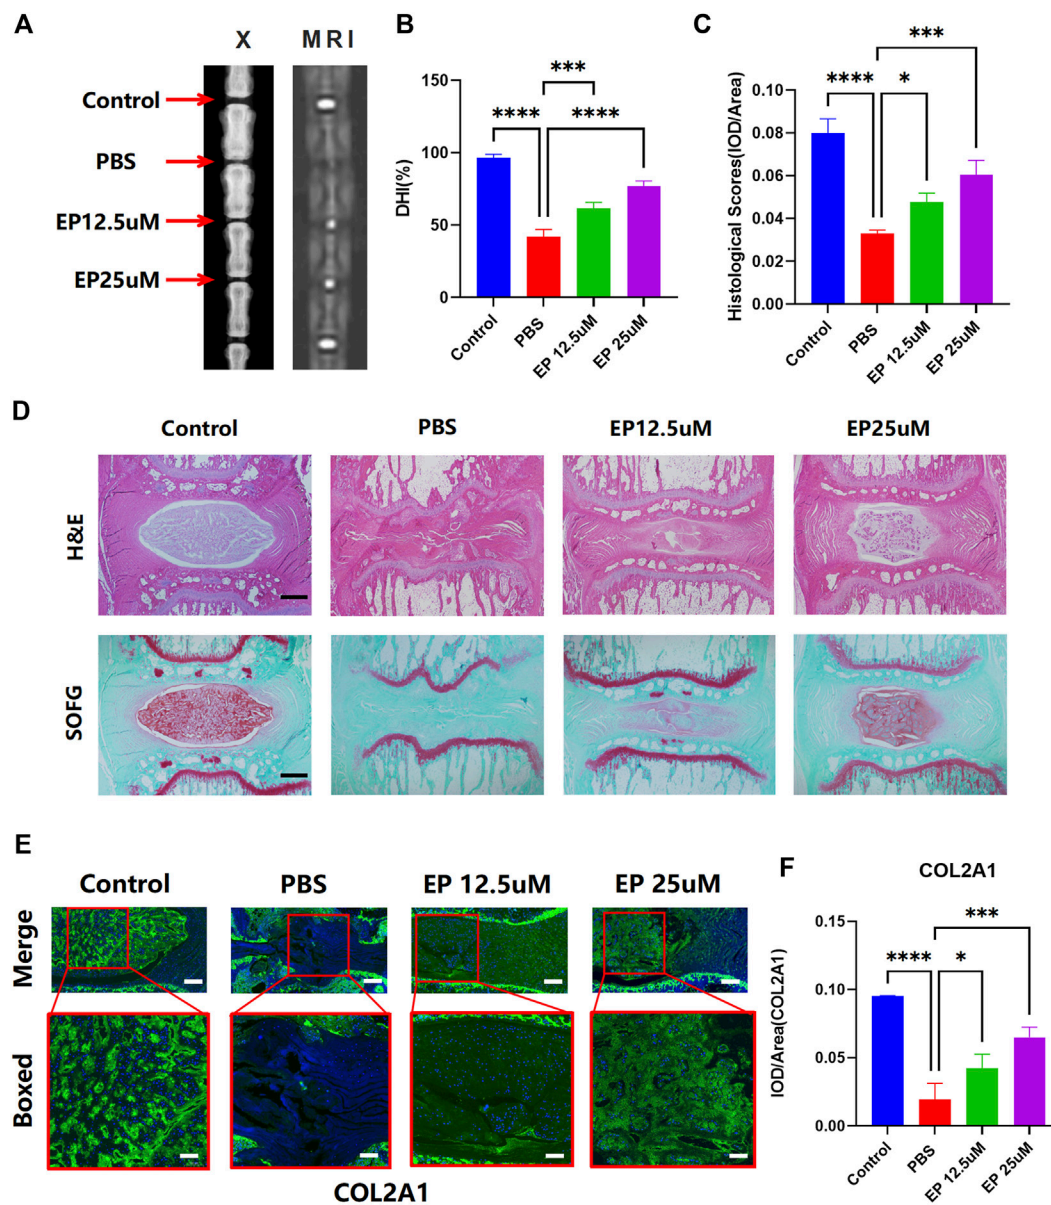 A
X
MRI
Control
PBS
EP12.5uM
EP25uM
B
DHI(%)
150
100
50
0
****
***
****
Control
PBS
EP 12.5uM
EP 25uM
C
Histological Scores(IOD/Area)
0.10
0.08
0.06
0.04
0.02
0.00
***
****
*
Control
PBS
EP 12.5uM
EP 25uM
D
Control
PBS
EP12.5uM
EP25uM
H&E
SOFG
E
Control
PBS
EP 12.5uM
EP 25uM
Merge
Boxed
COL2A1
F
COL2A1
IOD/Area(COL2A1)
0.15
0.10
0.05
0.00
***
****
*
Control
PBS
EP 12.5uM
EP 25uM